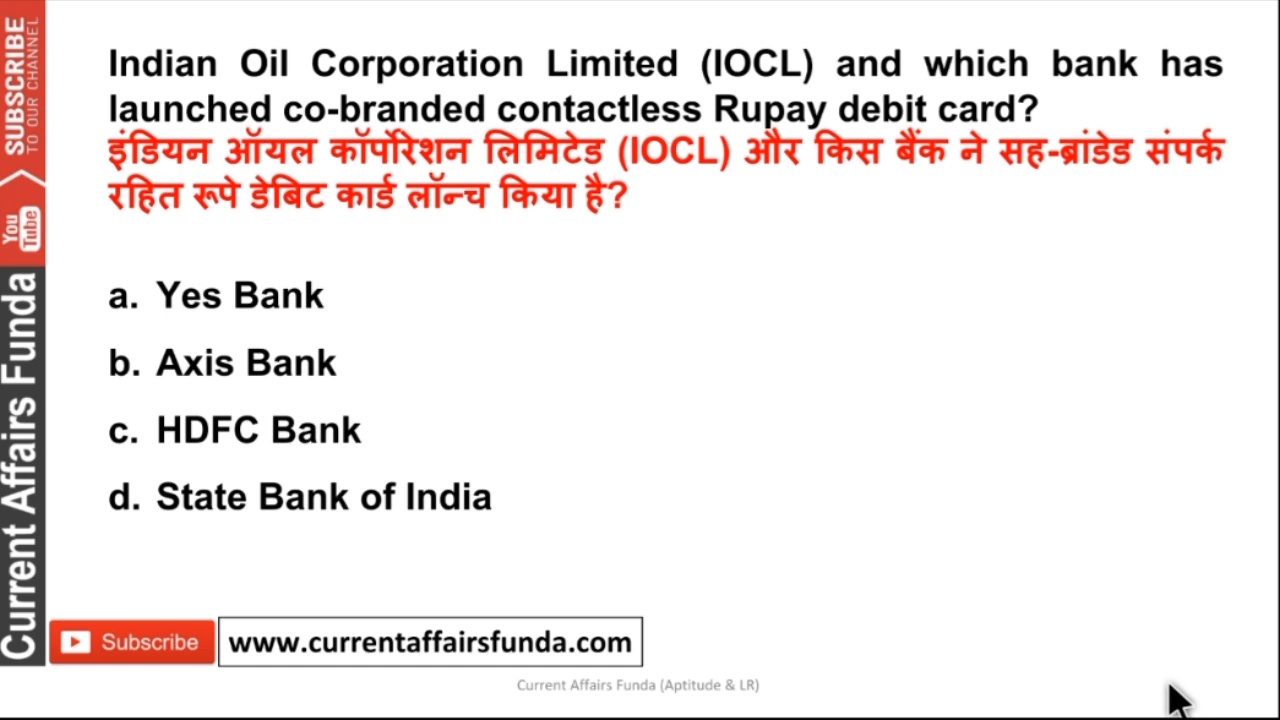 Indian Oil Corporation Limited (IOCL) and which bank has
launched co-branded contactless Rupay debit card?
इंडियन ऑयल कॉर्पोरेशन लिमिटेड (IOCL) और किस बैंक ने सह-ब्रांडेड संपर्क
रहित रूपे डेबिट कार्ड लॉन्च किया है?
a. Yes Bank
b. Axis Bank
c. HDFC Bank
d. State Bank of India
SUBSCRIBE
TO OUR CHANNEL
You
Tube
Current Affairs Funda
Subscribe
www.currentaffairsfunda.com
Current Affairs Funda (Aptitude & LR)